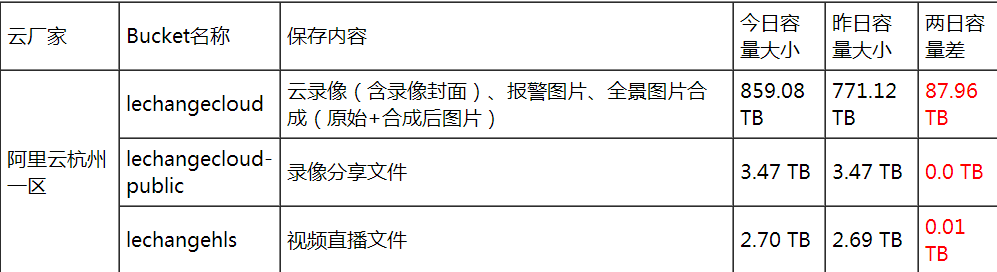 云厂家
Bucket名称
保存内容
今日容
量大小
昨日容
量大小
两日容
量差
阿里云杭州
一区
lechangecloud
云录像（含录像封面）、报警图片、全景图片合
成（原始+合成后图片）
859.08
TB
771.12
TB
87.96
TB
lechangecloud-
public
录像分享文件
3.47 TB
3.47 TB
0.0 TB
lechangehls
视频直播文件
2.70 TB
2.69 TB
0.01
TB